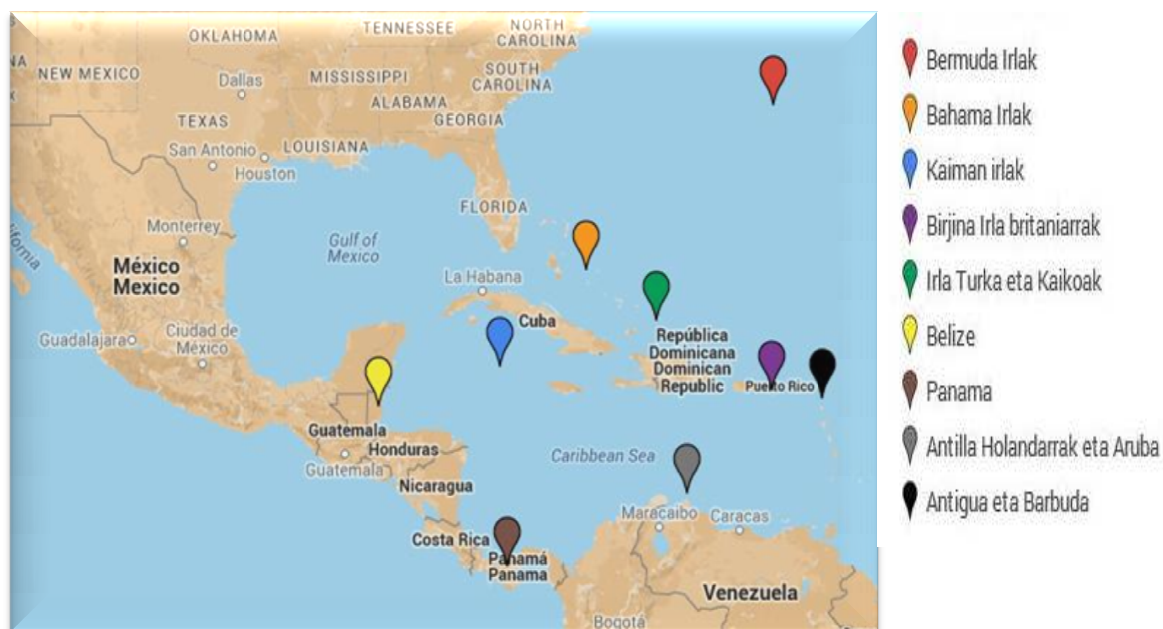 OKLAHOMA
TENNESSEE
NORTH
CAROLINA
NEW MEXICO
Dallas
MISSISSIPPI
SOUTH
CAROLINA
ALABAMA
TEXAS
GEORGIA
San Antonio
LOUISIANA
Houston
FLORIDA
Monterrey
Gulf of
Mexico
México
Mexico
La Habana
Cuba
Guadalajara
Ciudad de
México
República
Dominicana
Dominican
Republic
Puerto Rico
Guatemala
Honduras
Guatemala
Caribbean Sea
Nicaragua
Maracaibo
Caracas
Costa Rica
Panamá
Panama
Venezuela
Bogotá
Bermuda Irlak
Bahama Irlak
Kaiman irlak
Birjina Irla britaniarrak
Irla Turka eta Kaikoak
Belize
Panama
Antilla Holandarrak eta Aruba
Antigua eta Barbuda